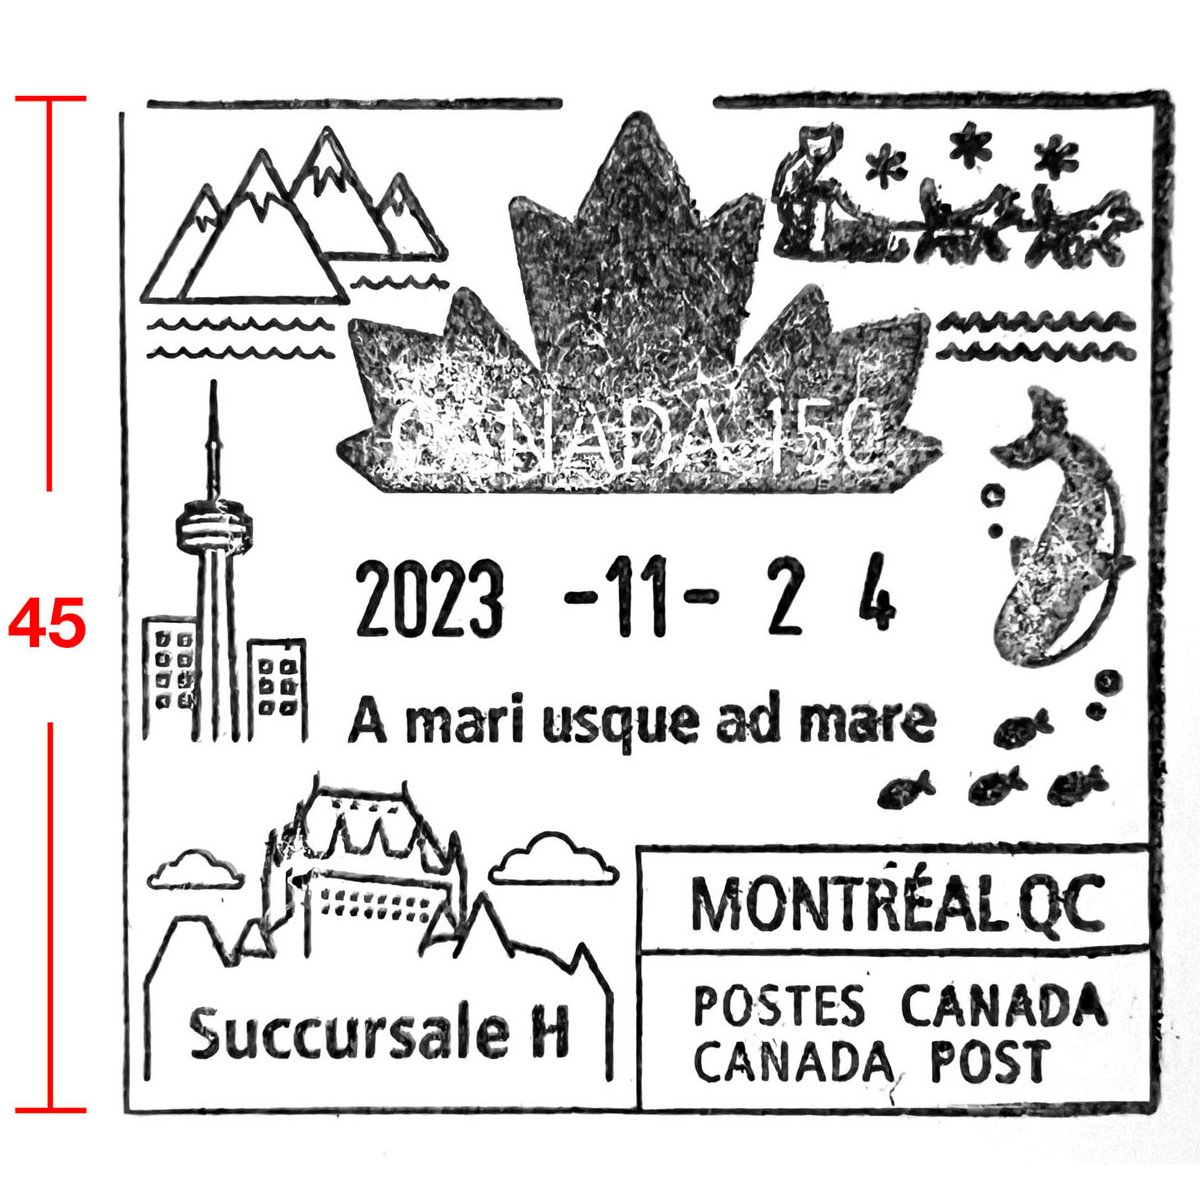 CANADA 150
45
2023 -11- 2 4
A mari usque ad mare
MONTRÉAL QC
Succursale H
POSTES CANADA
CANADA POST